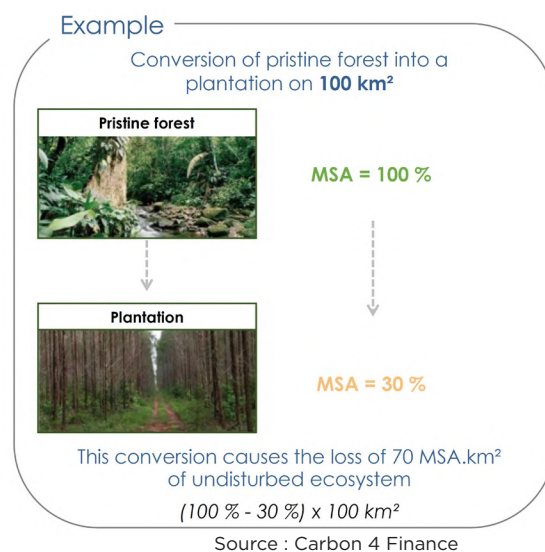 Example
Conversion of pristine forest into a
plantation on 100 km²
Pristine forest
MSA = 100 %
Plantation
MSA = 30 %
This conversion causes the loss of 70 MSA.km²
of undisturbed ecosystem
(100 % - 30 %) x 100 km²
Source : Carbon 4 Finance